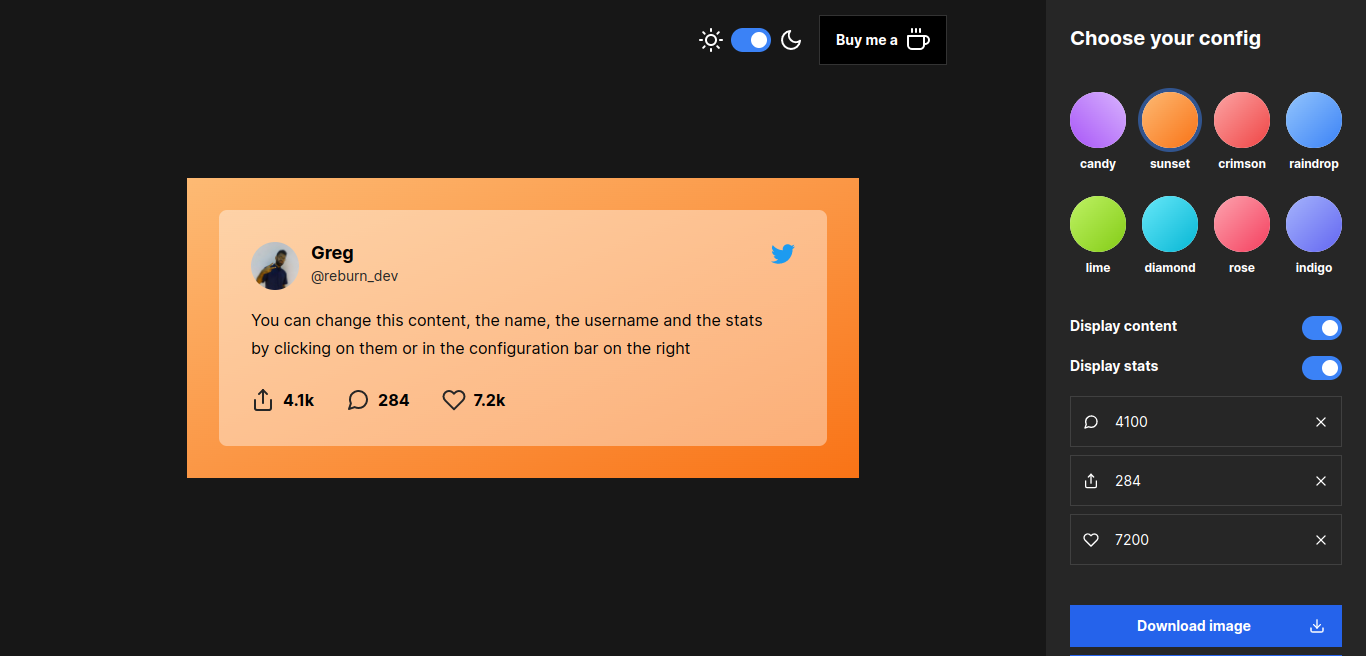 Buy me a
Choose your config
candy sunset crimson raindrop
lime diamond rose indigo
Greg
@reburn_dev
You can change this content, the name, the username and the stats
by clicking on them or in the configuration bar on the right
4.1k 284 7.2k
Display content
Display stats
4100
284
7200
Download image